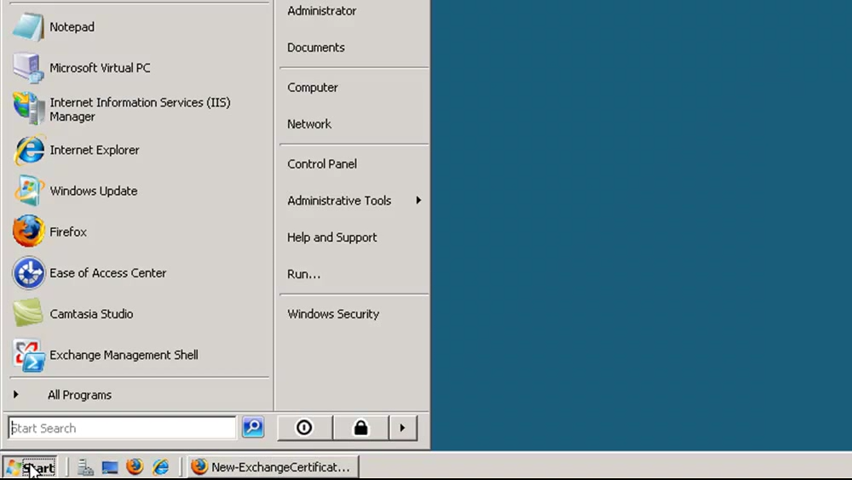 Notepad
Microsoft Virtual PC
Internet Information Services (IIS)
Manager
Internet Explorer
Windows Update
Firefox
Ease of Access Center
Camtasia Studio
Exchange Management Shell
All Programs
Start Search
Administrator
Documents
Computer
Network
Control Panel
Administrative Tools
Help and Support
Run...
Windows Security
Start
New-ExchangeCertificat...